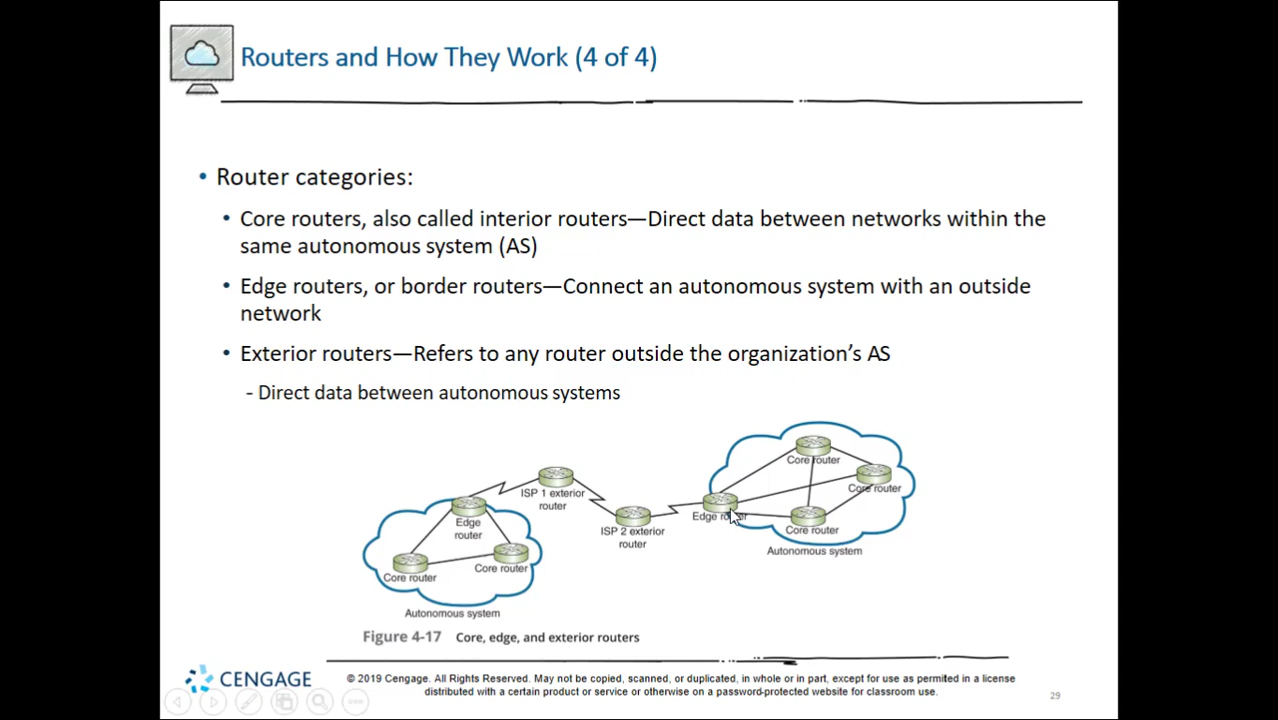 Routers and How They Work (4 of 4)
• Router categories:
• Core routers, also called interior routers—Direct data between networks within the
same autonomous system (AS)
• Edge routers, or border routers—Connect an autonomous system with an outside
network
• Exterior routers—Refers to any router outside the organization’s AS
- Direct data between autonomous systems
Core router
Core router
ISP 1 exterior
router
Edge router
Edge
router
ISP 2 exterior
router
Core router
Autonomous system
Core router
Core router
Autonomous system
Figure 4-17 Core, edge, and exterior routers
CENGAGE
© 2019 Cengage. All Rights Reserved. May not be copied, scanned, or duplicated, in whole or in part, except for use as permitted in a license
distributed with a certain product or service or otherwise on a password-protected website for classroom use.
29